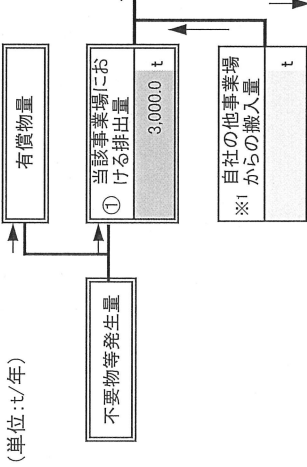 (単位:t/年)
不要物等発生量
有償物量
① 当該事業場にお
ける排出量
3,000.0 t
※1 自社の他事業場
からの搬入量
t